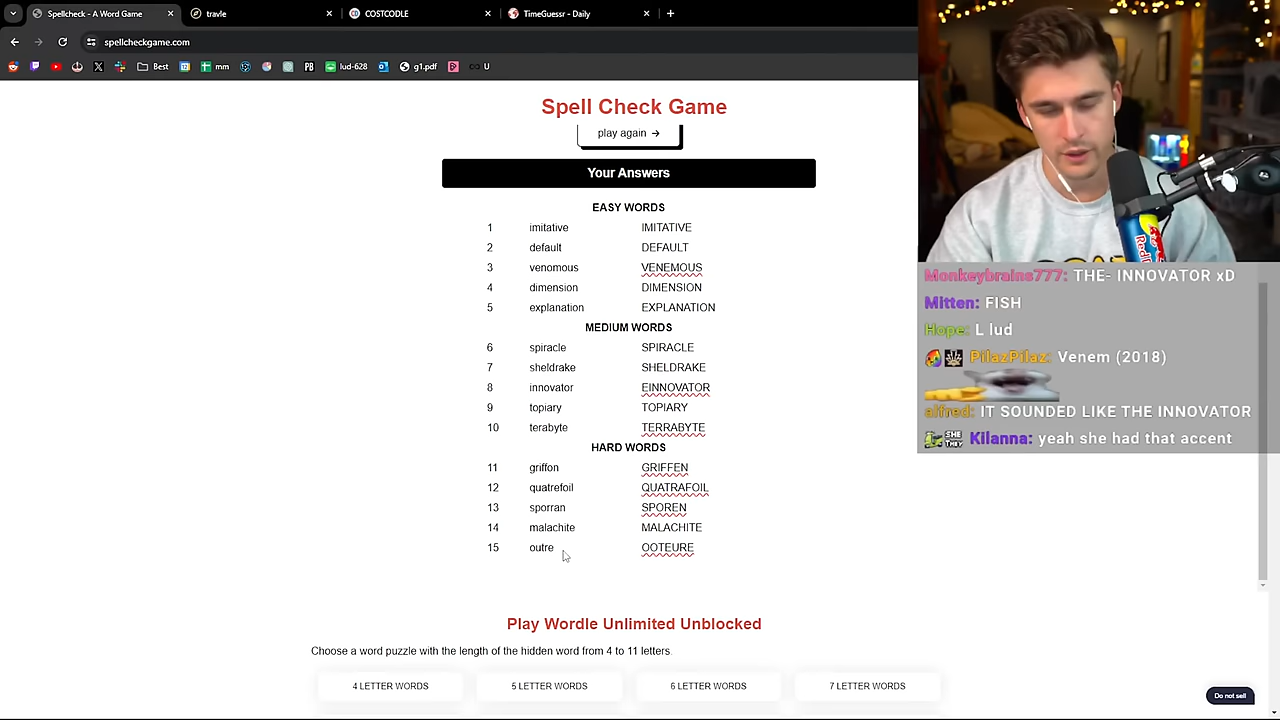 Spellcheck - A Word Game
travle
COSTCODLE
TimeGuessr - Daily
spellcheckgame.com
Best
mm
PB
lud-628
g1.pdf
U
Spell Check Game
play again →
Your Answers
EASY WORDS
1 imitative IMITATIVE
2 default DEFAULT
3 venomous VENEMOUS
4 dimension DIMENSION
5 explanation EXPLANATION
MEDIUM WORDS
6 spiracle SPIRACLE
7 sheldrake SHELDRAKE
8 innovator EINNOVATOR
9 topiary TOPIARY
10 terabyte TERRABYTE
HARD WORDS
11 griffon GRIFFEN
12 quatrefoil QUATRAFOIL
13 sporran SPOREN
14 malachite MALACHITE
15 outre OOTEURE
Play Wordle Unlimited Unblocked
Choose a word puzzle with the length of the hidden word from 4 to 11 letters.
4 LETTER WORDS
5 LETTER WORDS
6 LETTER WORDS
7 LETTER WORDS
Do not sell
Monkeybrains777: THE- INNOVATOR xD
Mitten: FISH
Hope: L lud
PilazPilaz: Venem (2018)
alfred: IT SOUNDED LIKE THE INNOVATOR
SHE THEY Kilanna: yeah she had that accent